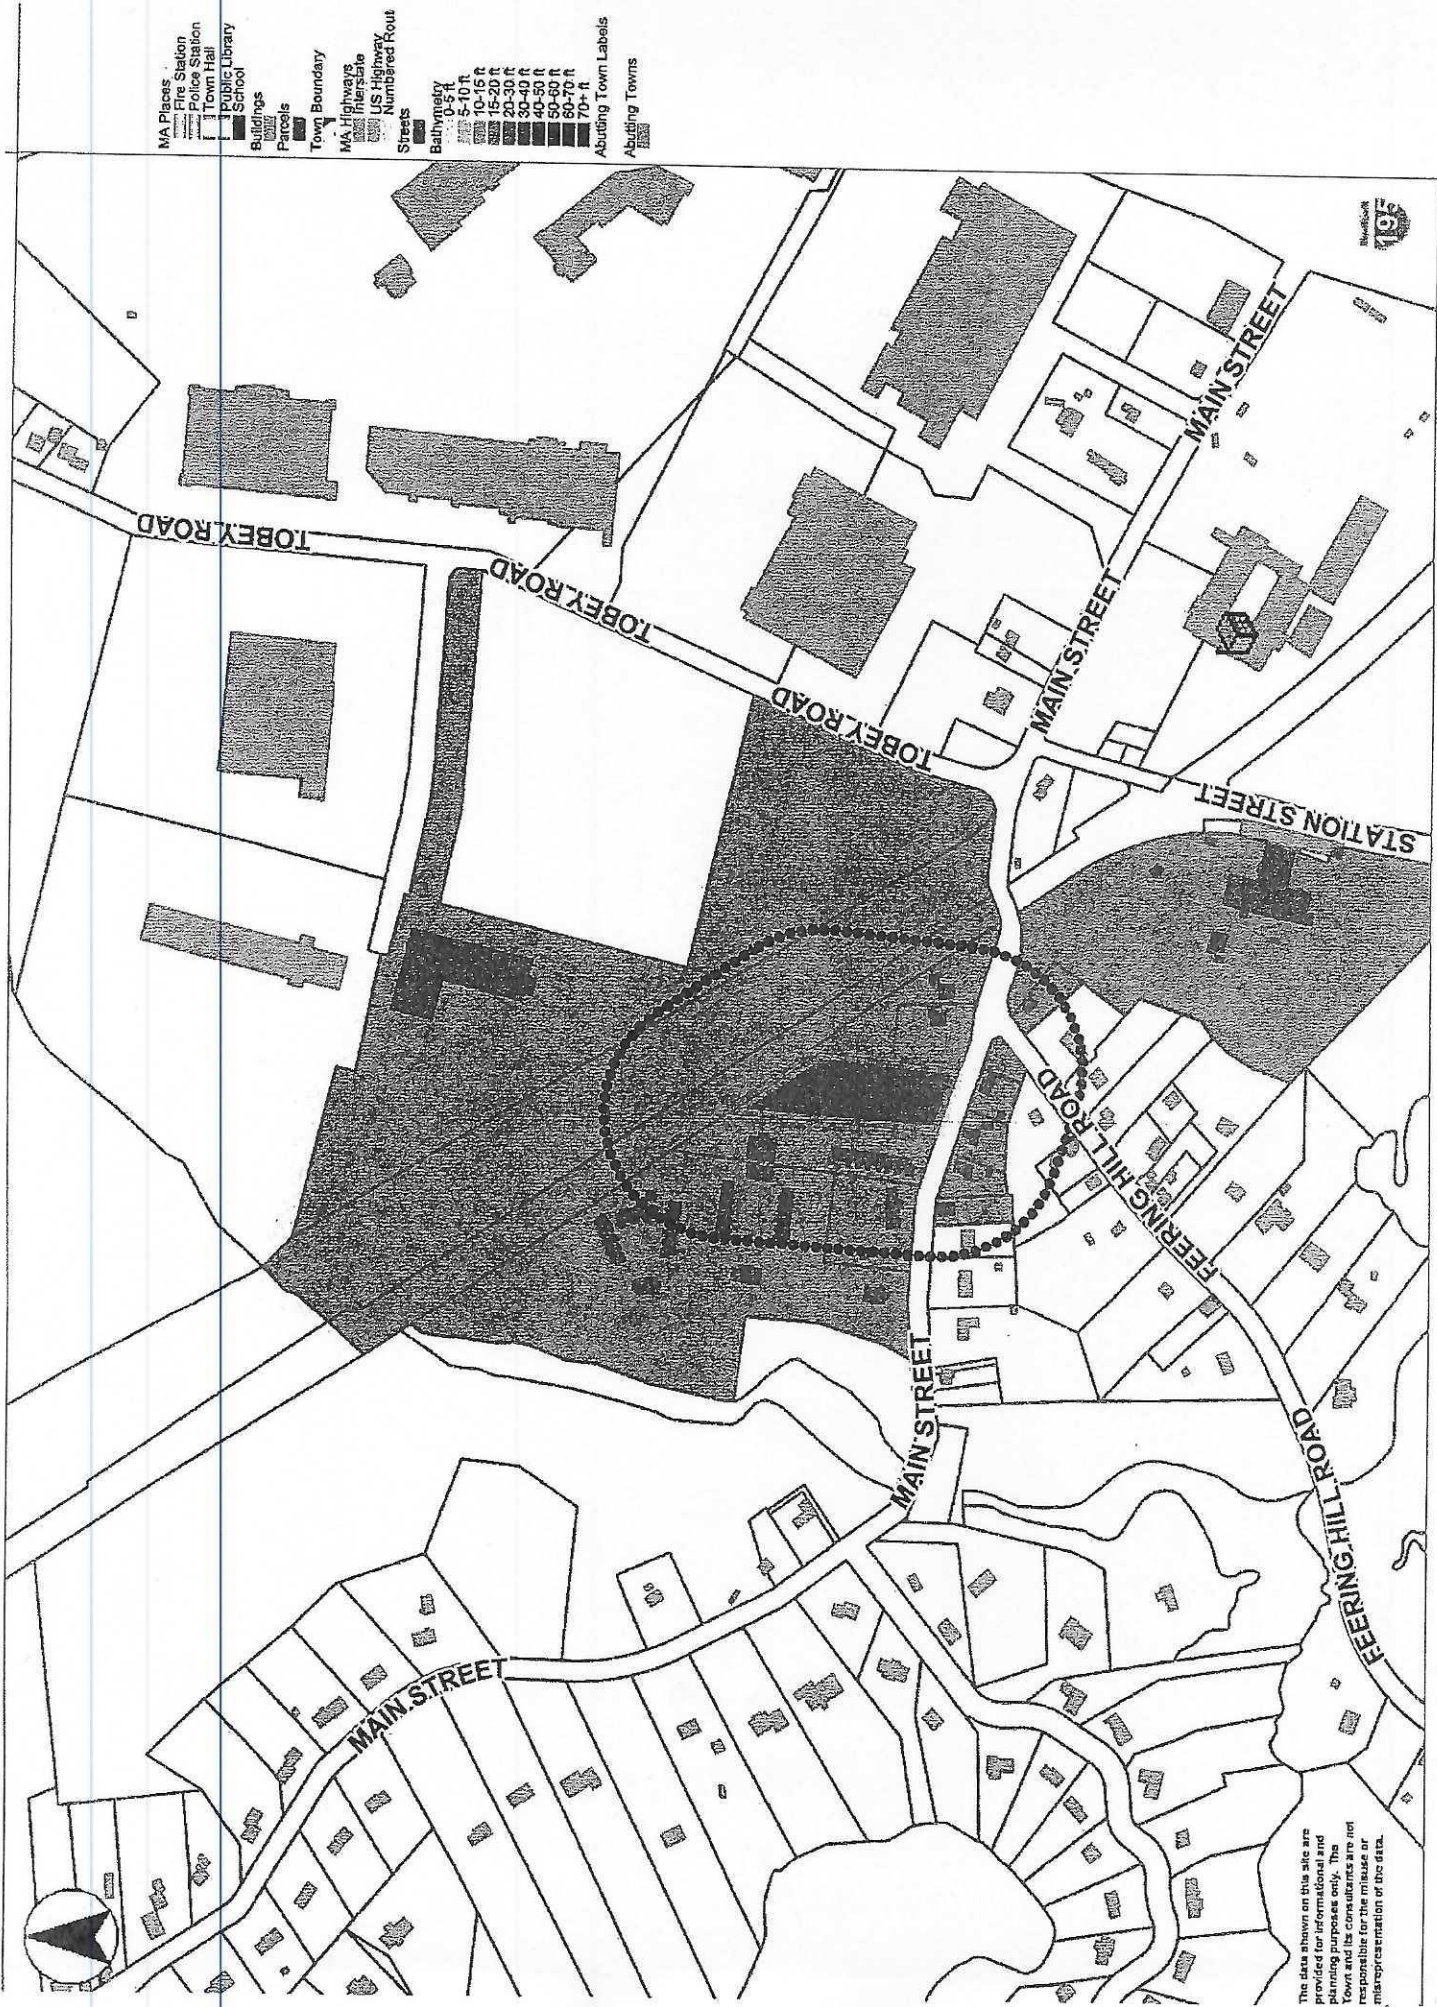 MA Places
Fire Station
Police Station
Town Hall
Public Library
School
Buildings
Parcels
Town Boundary
MA Highways
Interstate
US Highway
Numbered Rout
Streets
Bathymetry
0-5 ft
5-10 ft
10-15 ft
15-20 ft
20-30 ft
30-40 ft
40-50 ft
50-60 ft
60-70 ft
70+ ft
Abutting Town Labels
Abutting Towns
TOBEY ROAD
TOBEY ROAD
TOBEY ROAD
MAIN STREET
MAIN STREET
MAIN STREET
MAIN STREET
STATION STREET
FEERING HILL ROAD
FEERING HILL ROAD
195
The data shown on this site are
provided for informational and
planning purposes only. The
Town and its consultants are not
responsible for the misuse or
misrepresentation of the data.